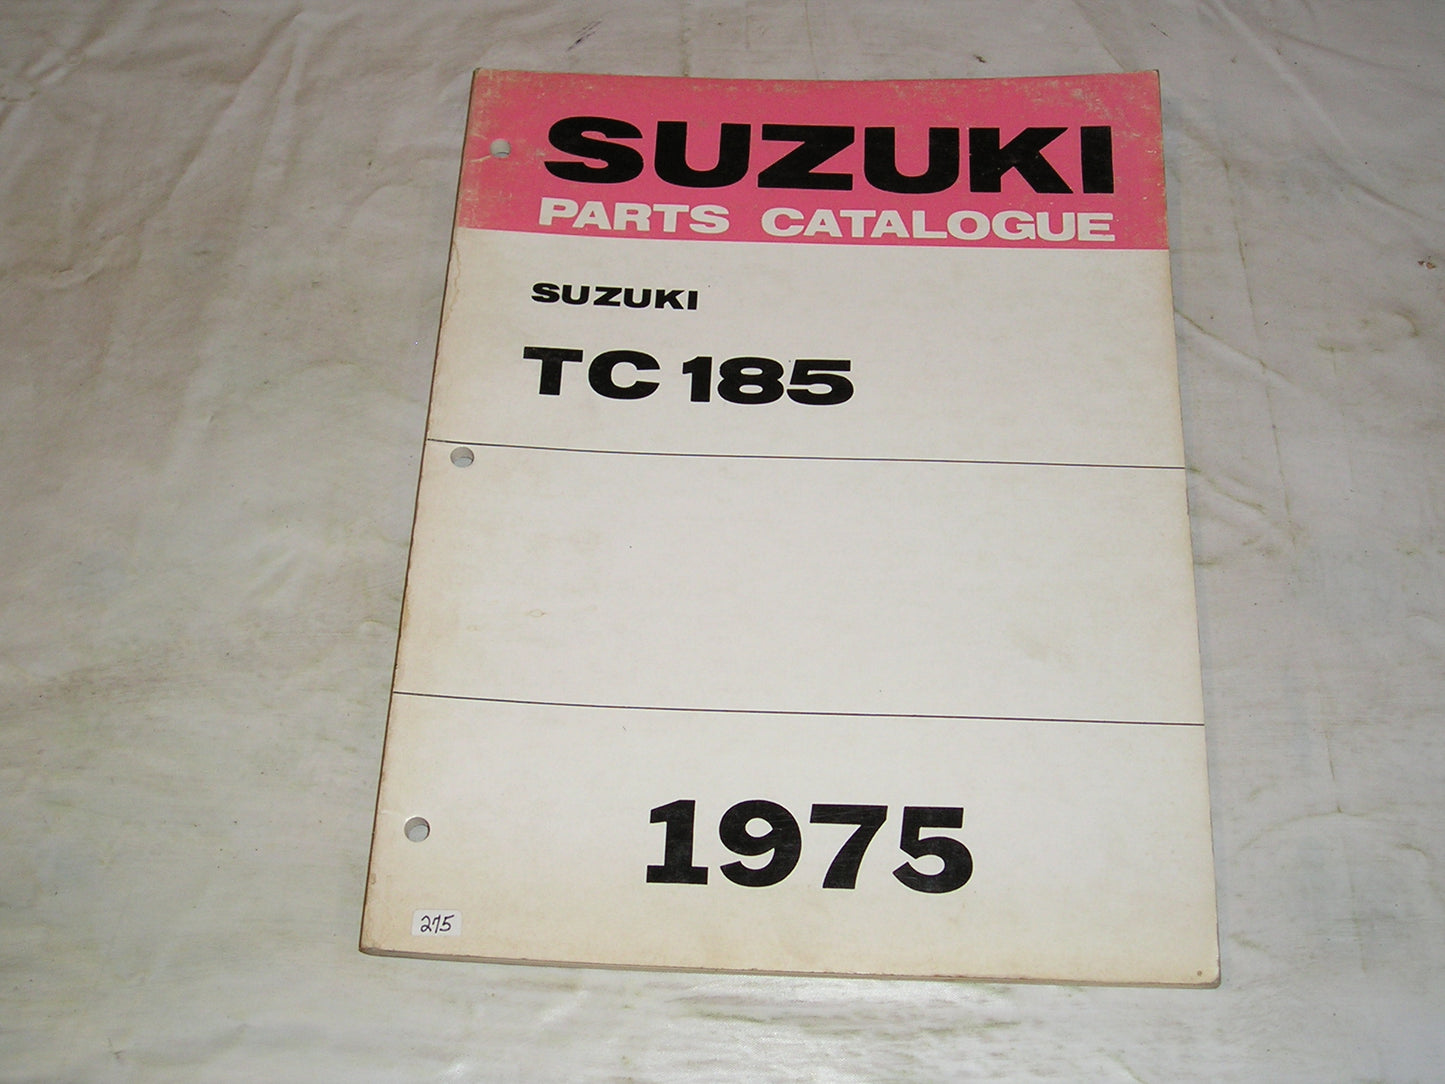 SUZUKI
PARTS CATALOGUE
SUZUKI
TC 185
1975
275